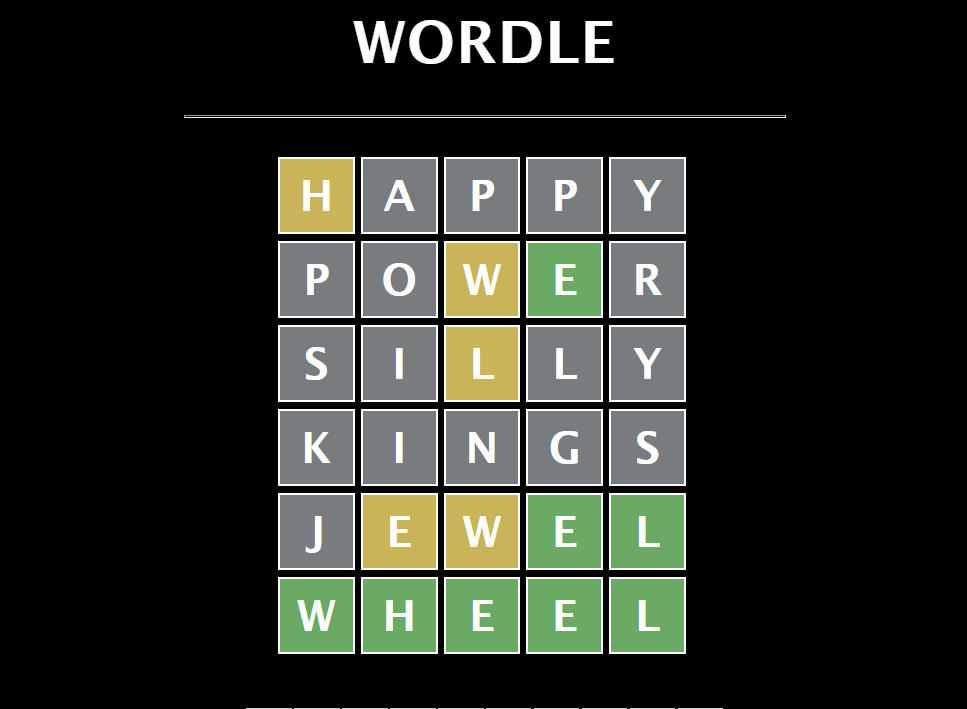 WORDLE
H A P P Y
P O W E R
S I L L Y
K I N G S
J E W E L
W H E E L